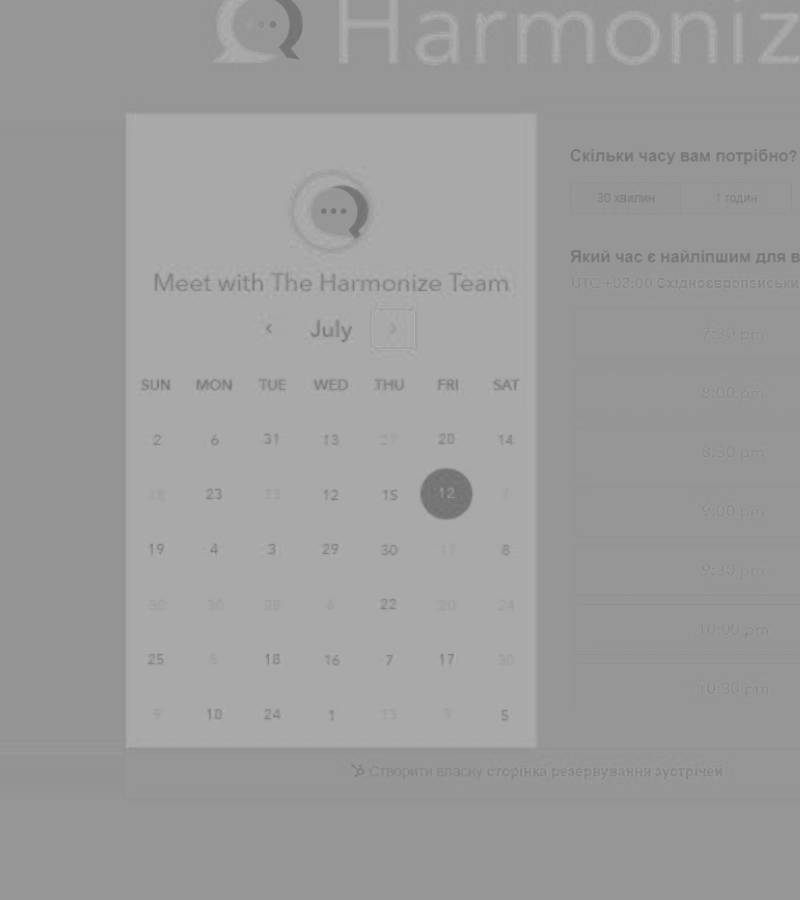 Harmoniz
Meet with The Harmonize Team
‹ July ›
SUN MON TUE WED THU FRI SAT
2 6 31 13 27 20 14
23 12 15 12
19 4 3 29 30 8
30 30 28 6 22 20 24
25 5 18 16 7 17 30
9 10 24 1 13 9 5
Скільки часу вам потрібно?
30 хвилин 1 годин
Який час є найліпшим для в
UTC +03:00 Східноєвропейськи
7:30 pm
8:00 pm
8:30 pm
9:00 pm
9:30 pm
10:00 pm
10:30 pm
Створити власну сторінка резервування зустрічей